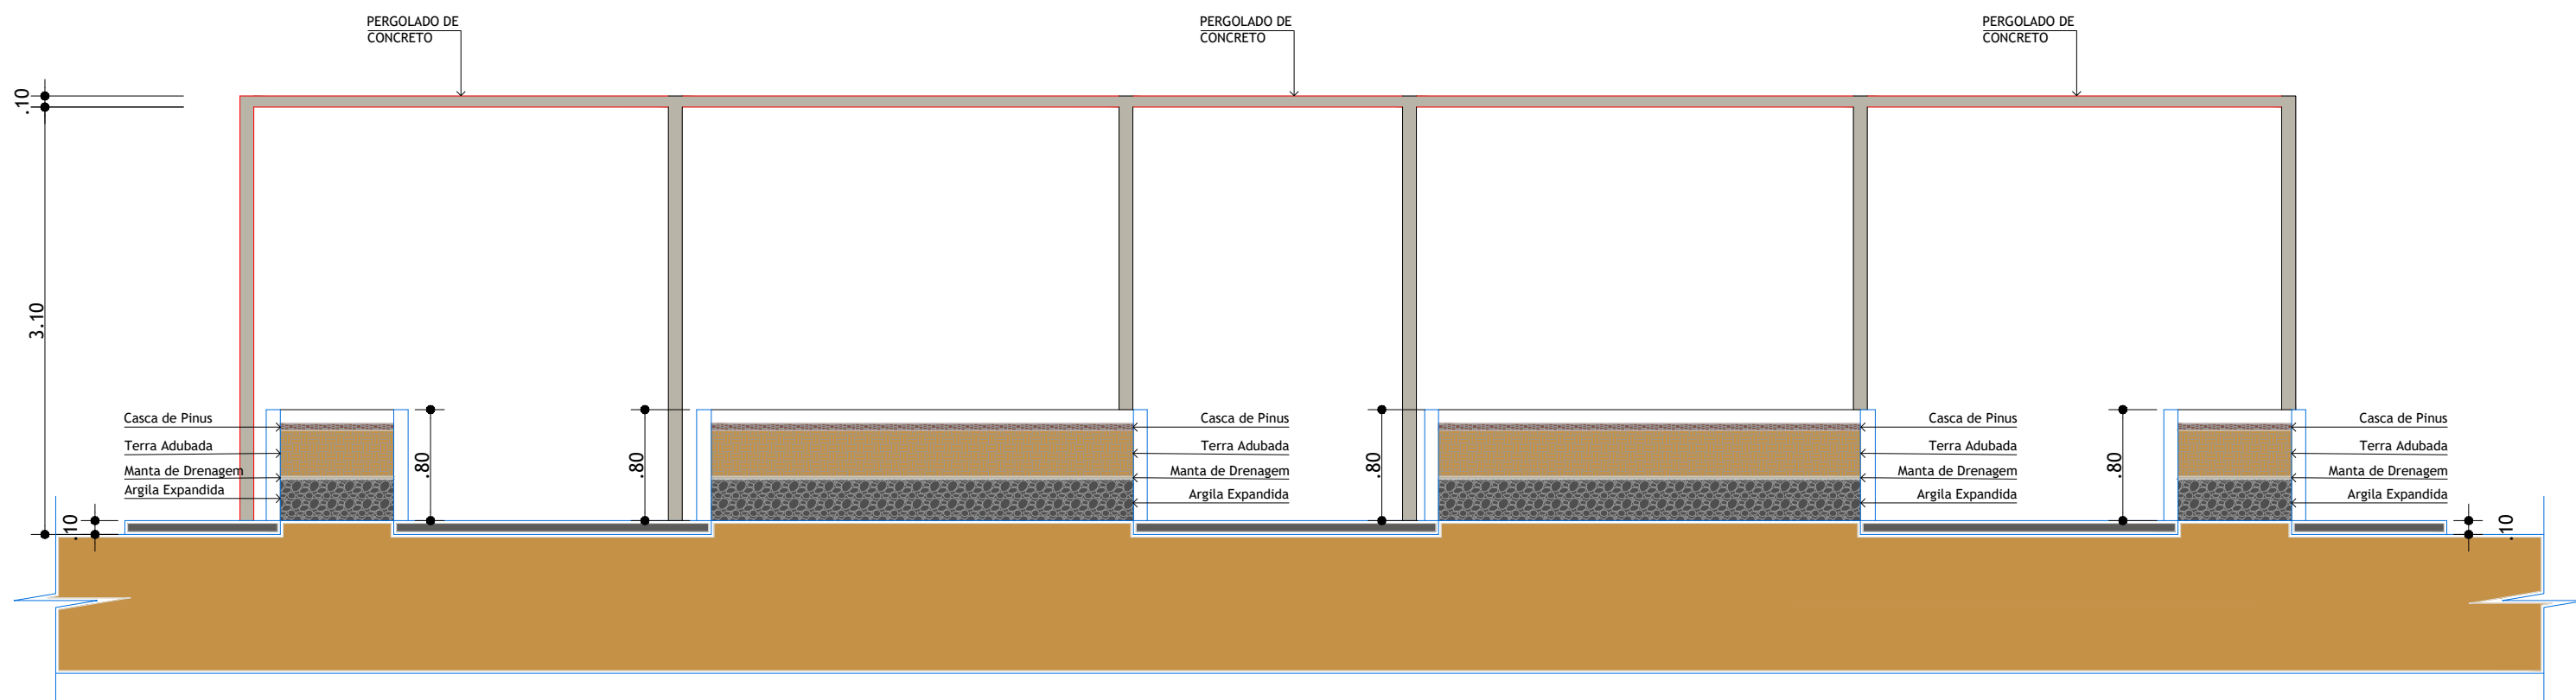 PERGOLADO DE
CONCRETO
PERGOLADO DE
CONCRETO
PERGOLADO DE
CONCRETO
.10
3.10
.10
Casca de Pinus
Terra Adubada
Manta de Drenagem
Argila Expandida
.80
.80
Casca de Pinus
Terra Adubada
Manta de Drenagem
Argila Expandida
.80
Casca de Pinus
Terra Adubada
Manta de Drenagem
Argila Expandida
.80
Casca de Pinus
Terra Adubada
Manta de Drenagem
Argila Expandida
.10